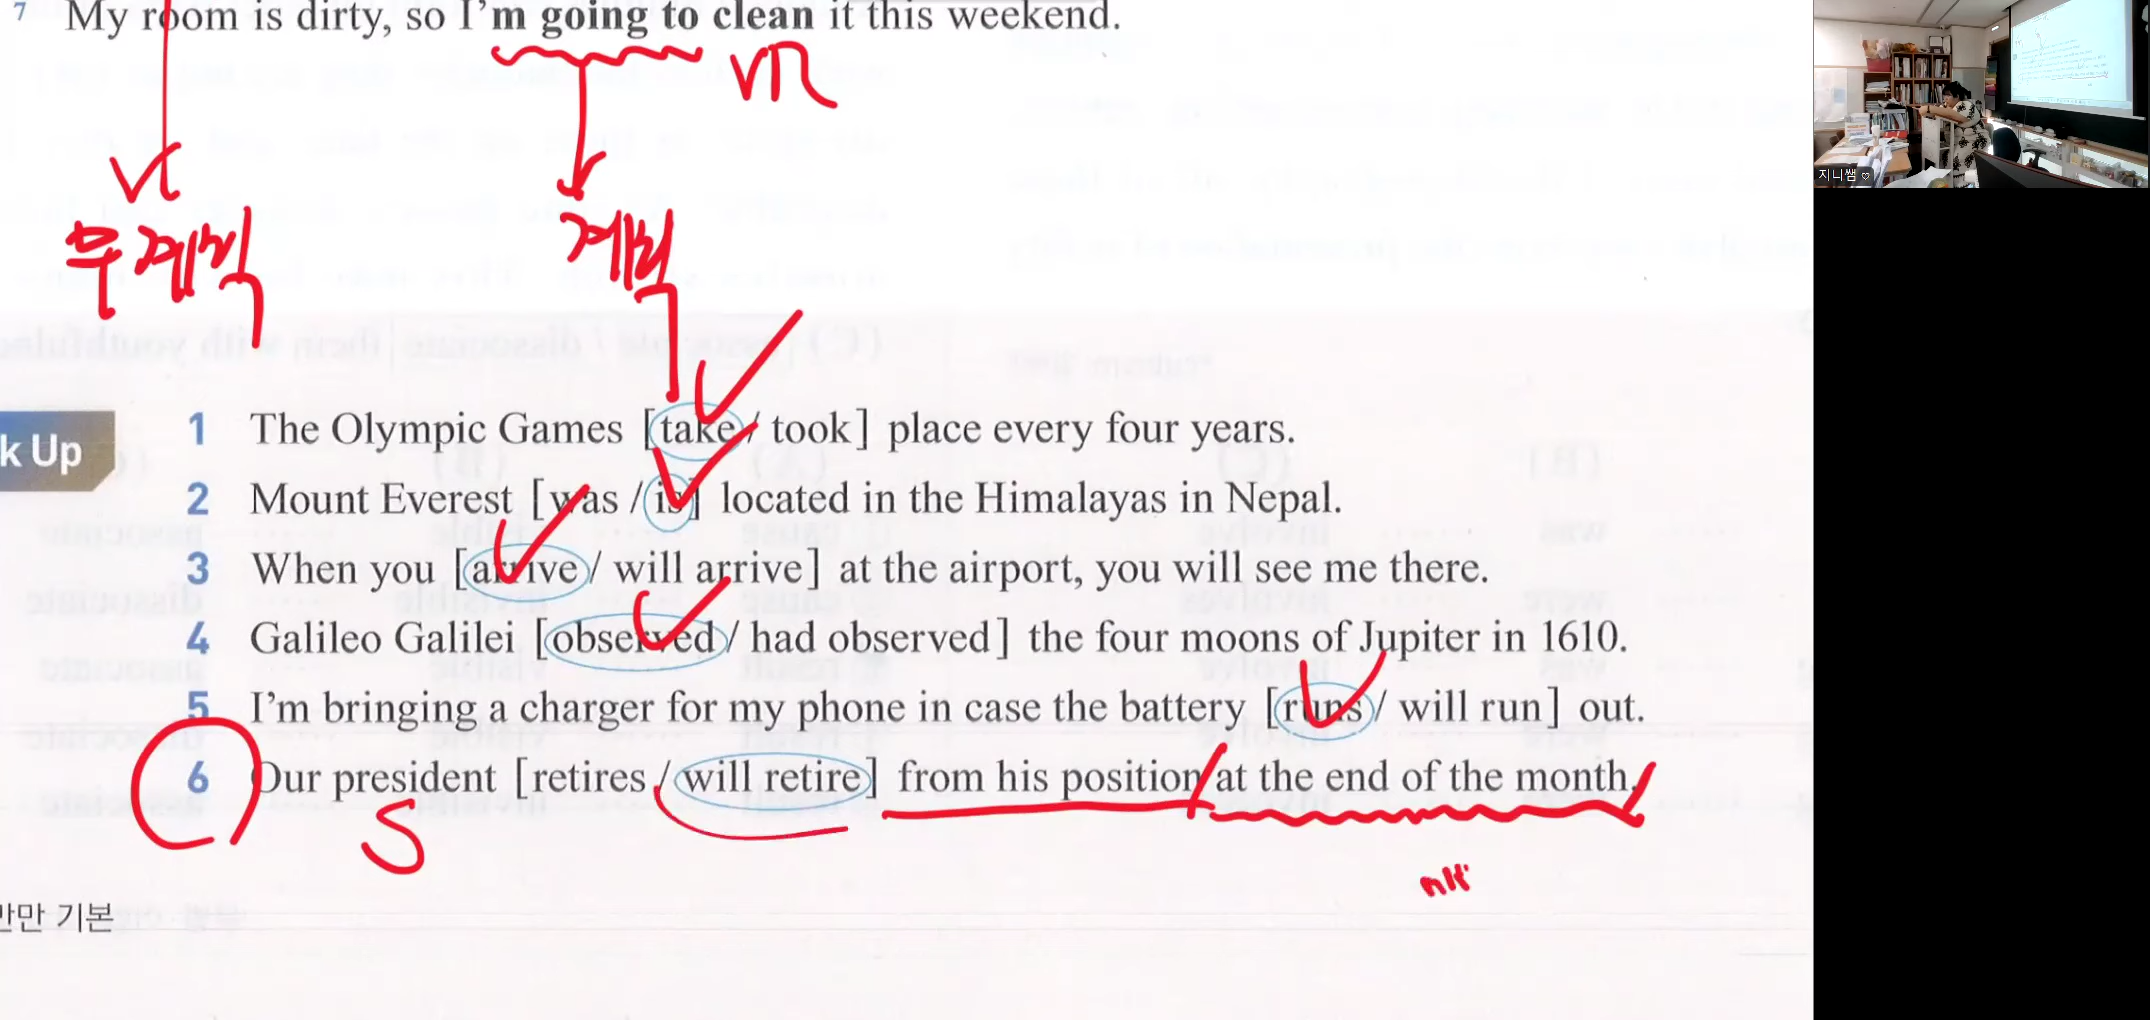 7 My room is dirty, so I'm going to clean it this weekend.
VR
무계획
계획
k Up
1 The Olympic Games [take / took] place every four years.
2 Mount Everest [was / is] located in the Himalayas in Nepal.
3 When you [arrive / will arrive] at the airport, you will see me there.
4 Galileo Galilei [observed / had observed] the four moons of Jupiter in 1610.
5 I'm bringing a charger for my phone in case the battery [runs / will run] out.
6 Our president [retires / will retire] from his position at the end of the month.
S
만만 기본
지니쌤 ♡